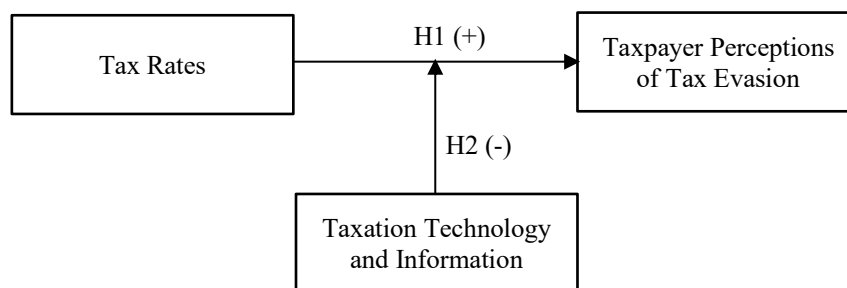 H1 (+)
Tax Rates
Taxpayer Perceptions
of Tax Evasion
H2 (-)
Taxation Technology
and Information